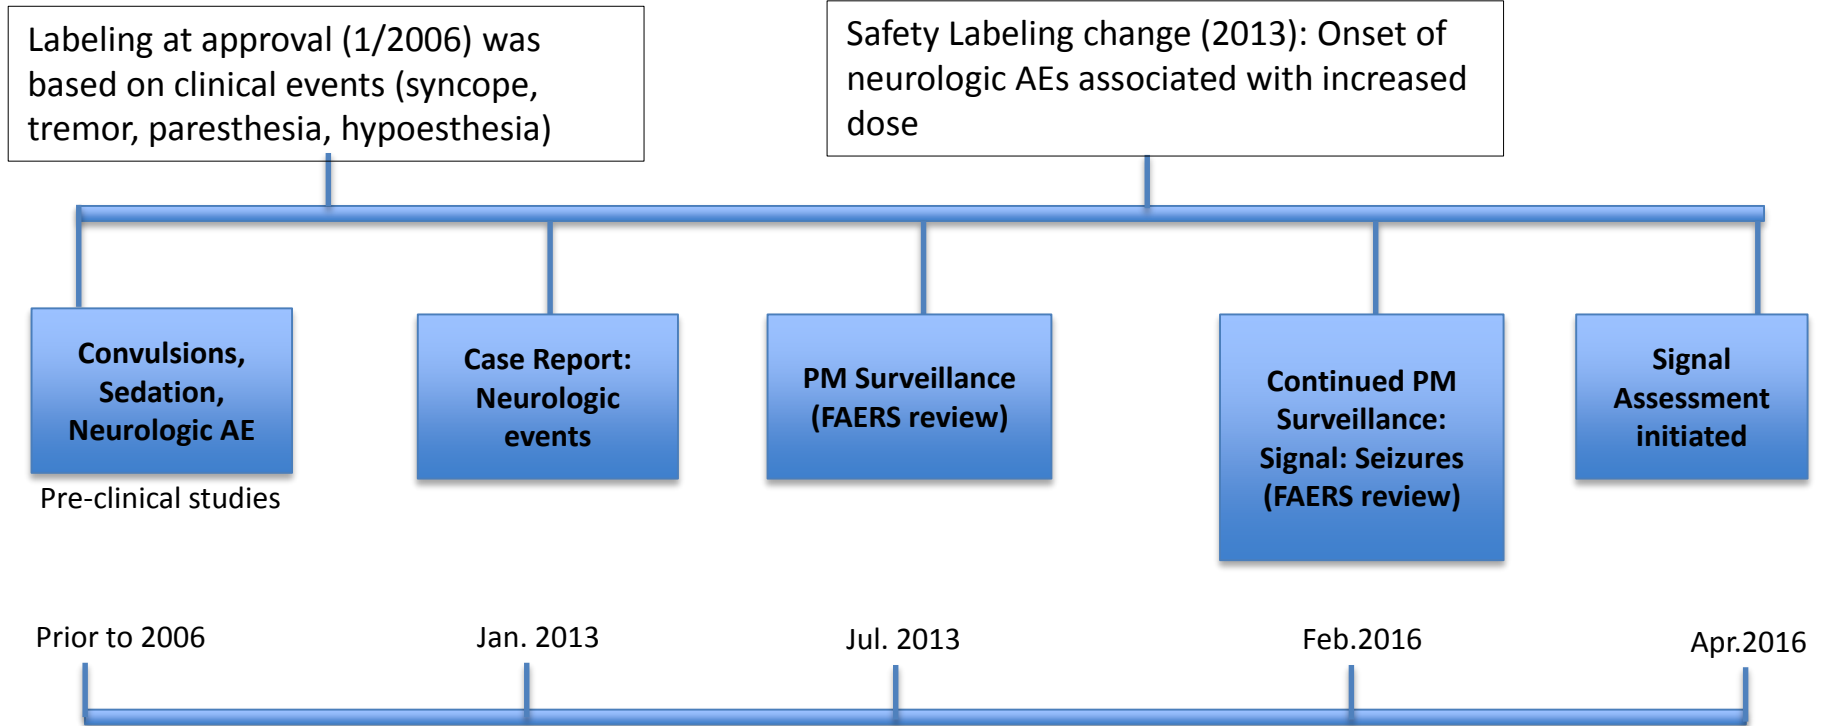 Labeling at approval (1/2006) was
based on clinical events (syncope,
tremor, paresthesia, hypoesthesia)
Safety Labeling change (2013): Onset of
neurologic AEs associated with increased
dose
Convulsions,
Sedation,
Neurologic AE
Pre-clinical studies
Case Report:
Neurologic
events
PM Surveillance
(FAERS review)
Continued PM
Surveillance:
Signal: Seizures
(FAERS review)
Signal
Assessment
initiated
Prior to 2006
Jan. 2013
Jul. 2013
Feb.2016
Apr.2016